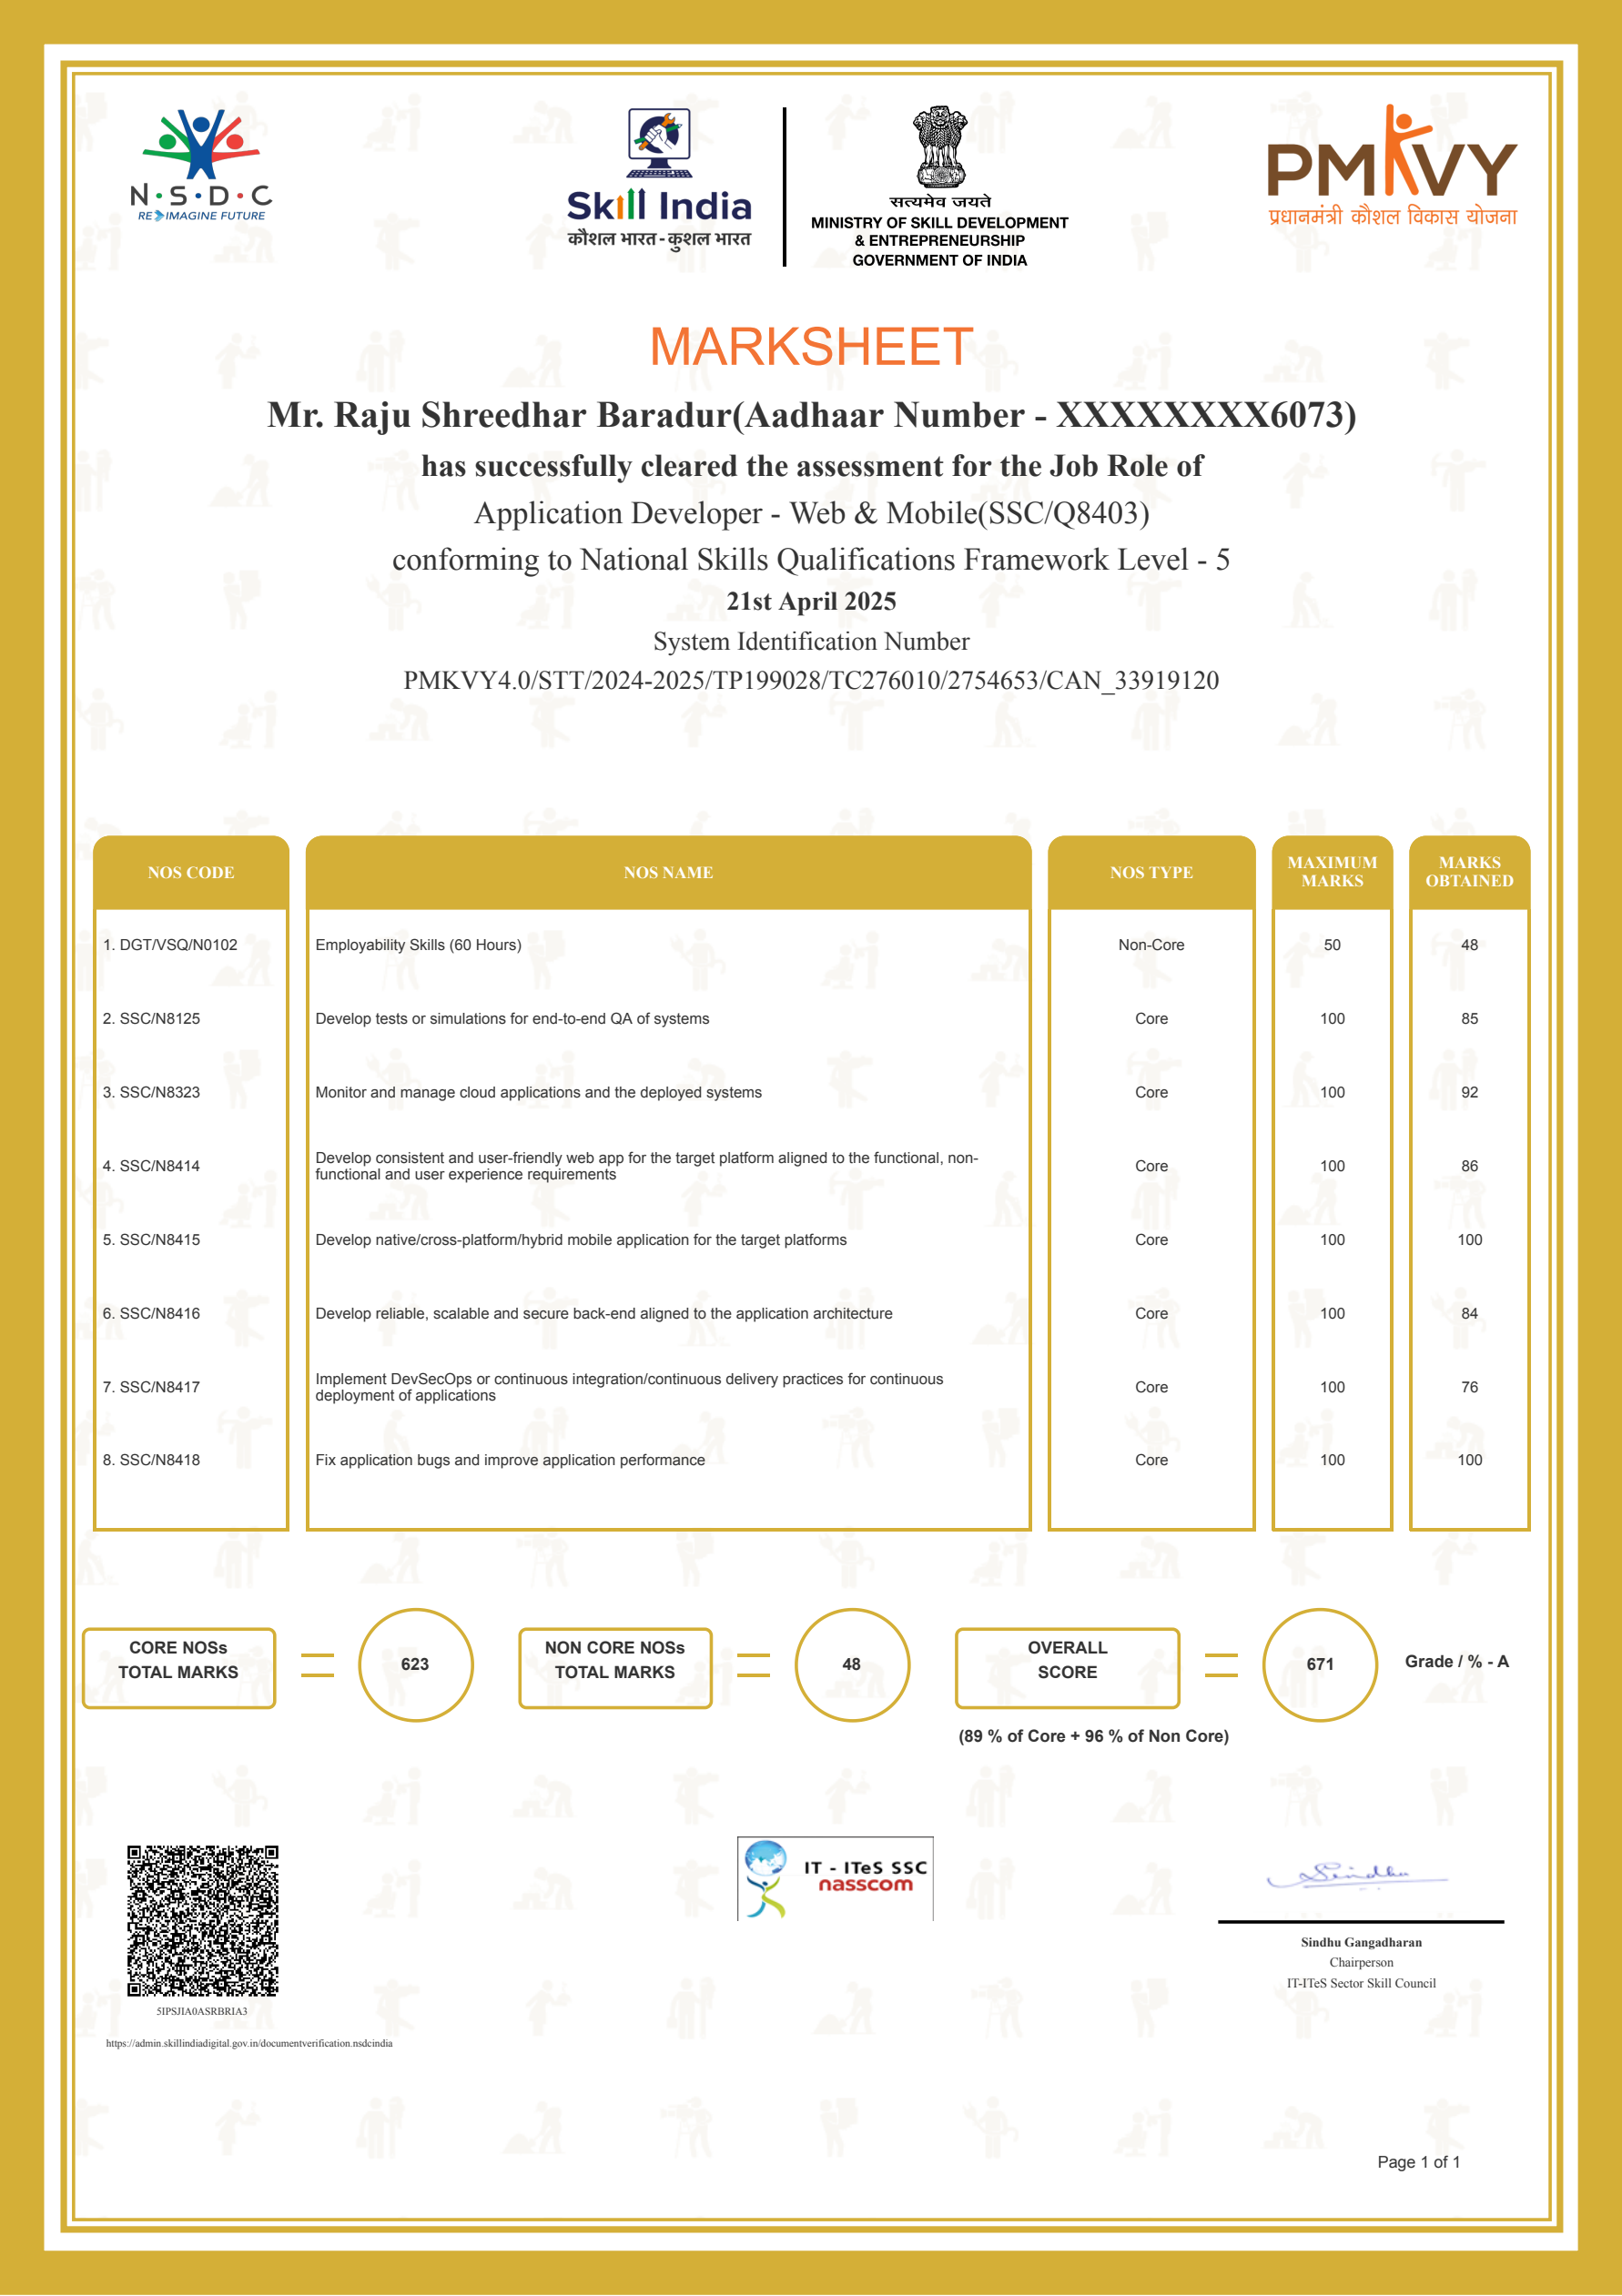 N·S·D·C
RE IMAGINE FUTURE
Skill India
कौशल भारत - कुशल भारत
सत्यमेव जयते
MINISTRY OF SKILL DEVELOPMENT
& ENTREPRENEURSHIP
GOVERNMENT OF INDIA
PMKVY
प्रधानमंत्री कौशल विकास योजना
MARKSHEET
Mr. Raju Shreedhar Baradur(Aadhaar Number - XXXXXXXX6073)
has successfully cleared the assessment for the Job Role of
Application Developer - Web & Mobile(SSC/Q8403)
conforming to National Skills Qualifications Framework Level - 5
21st April 2025
System Identification Number
PMKVY4.0/STT/2024-2025/TP199028/TC276010/2754653/CAN_33919120
NOS CODE NOS NAME NOS TYPE MAXIMUM MARKS MARKS OBTAINED
1. DGT/VSQ/N0102 Employability Skills (60 Hours) Non-Core 50 48
2. SSC/N8125 Develop tests or simulations for end-to-end QA of systems Core 100 85
3. SSC/N8323 Monitor and manage cloud applications and the deployed systems Core 100 92
4. SSC/N8414 Develop consistent and user-friendly web app for the target platform aligned to the functional, non-
functional and user experience requirements Core 100 86
5. SSC/N8415 Develop native/cross-platform/hybrid mobile application for the target platforms Core 100 100
6. SSC/N8416 Develop reliable, scalable and secure back-end aligned to the application architecture Core 100 84
7. SSC/N8417 Implement DevSecOps or continuous integration/continuous delivery practices for continuous
deployment of applications Core 100 76
8. SSC/N8418 Fix application bugs and improve application performance Core 100 100
CORE NOSs
TOTAL MARKS
623
NON CORE NOSs
TOTAL MARKS
48
OVERALL
SCORE
671
Grade / % - A
(89 % of Core + 96 % of Non Core)
5IPSJIA0ASRBRIA3
https://admin.skillindiadigital.gov.in/documentverification.nsdcindia
IT - ITeS SSC
nasscom
Sindhu
Sindhu Gangadharan
Chairperson
IT-ITeS Sector Skill Council
Page 1 of 1